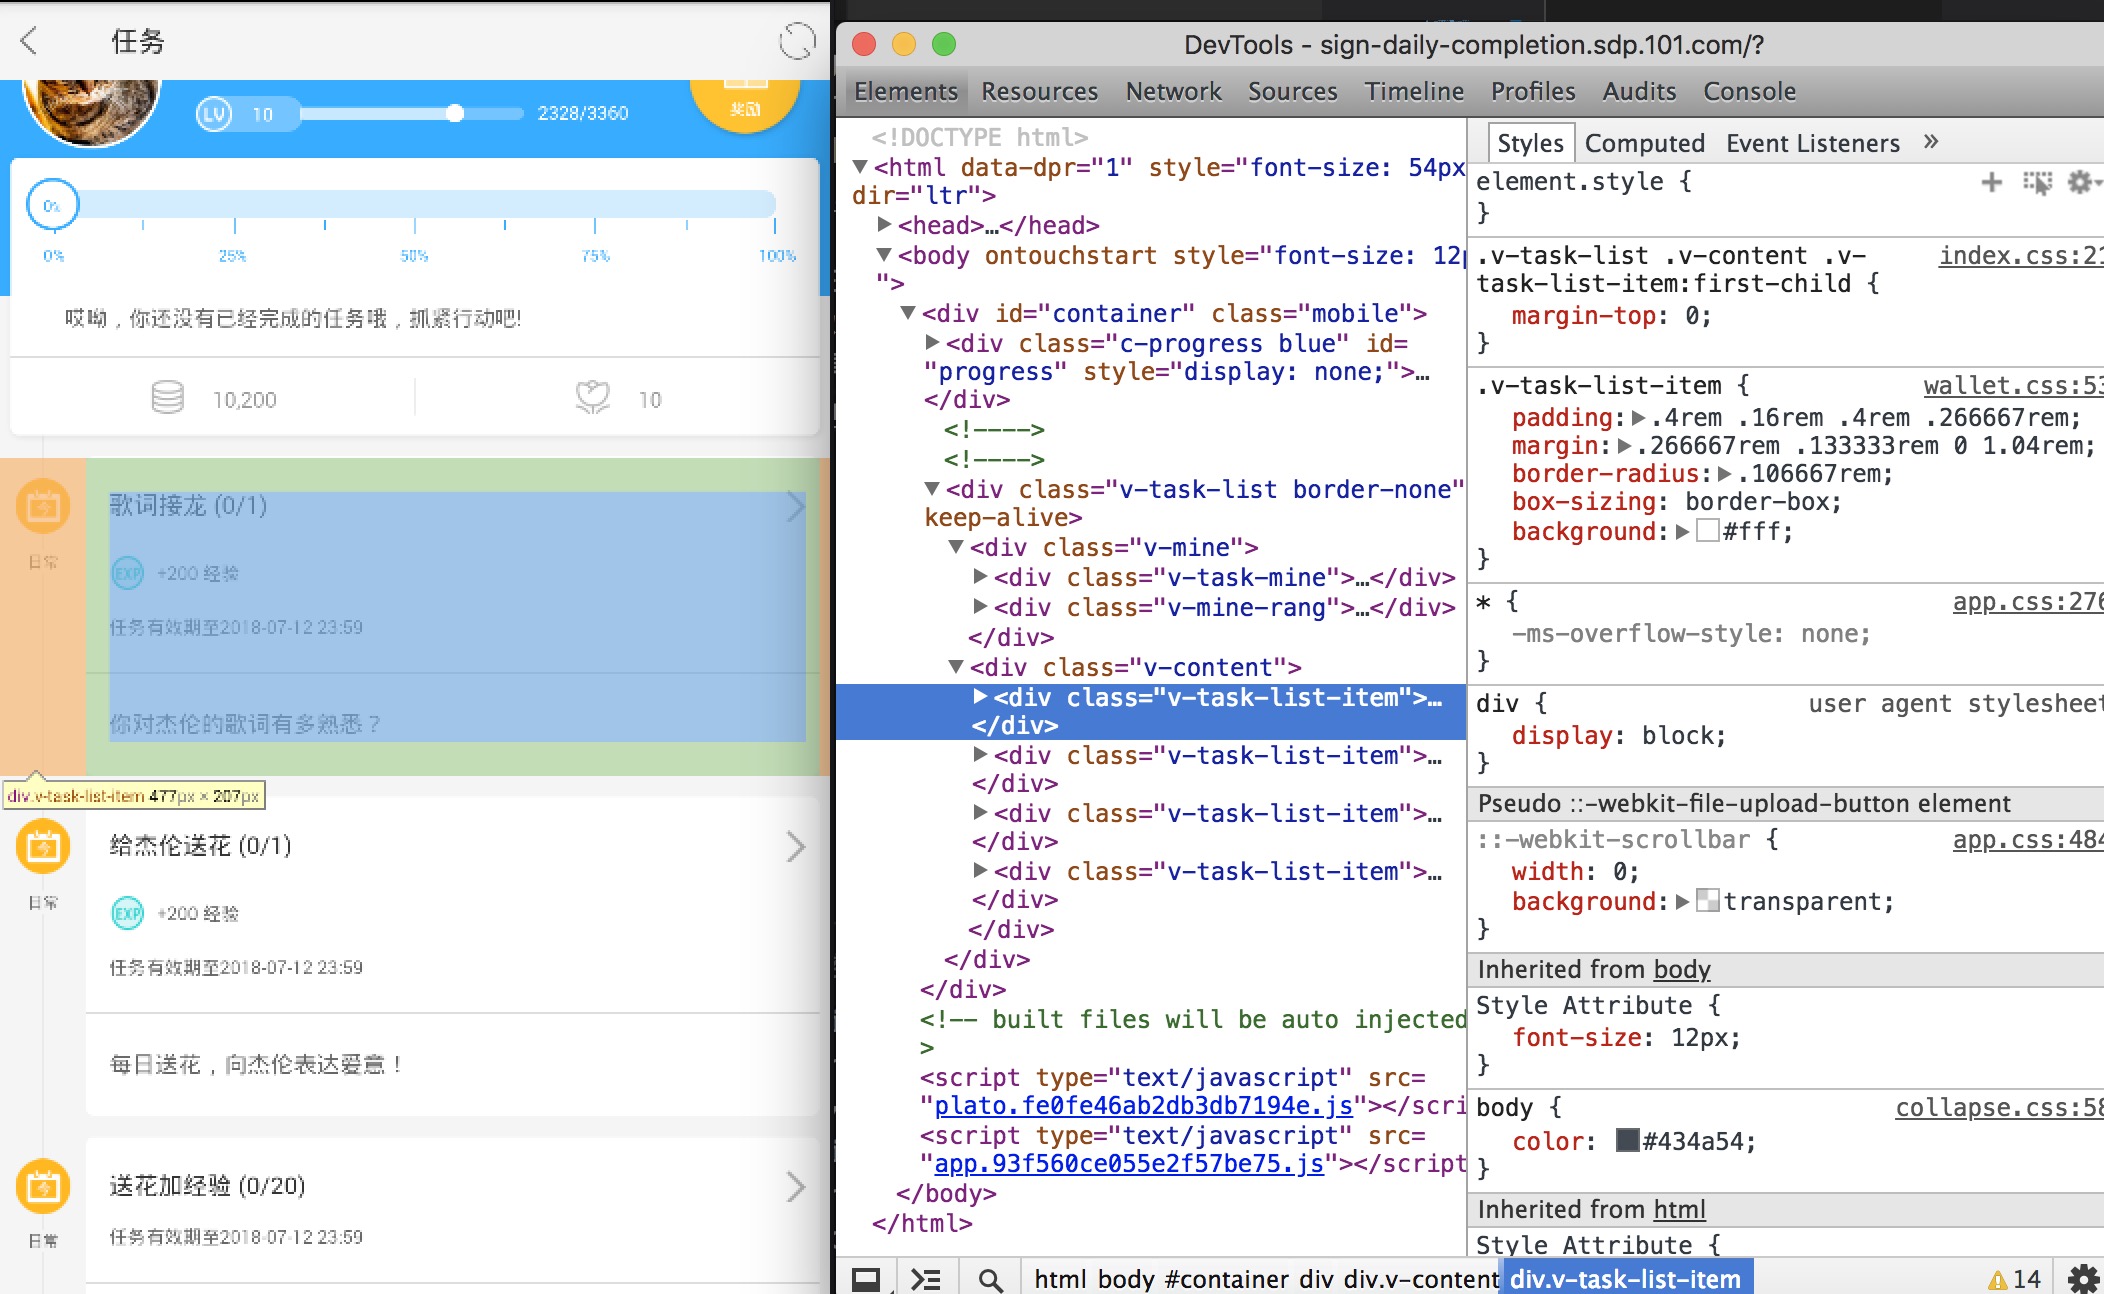 任务
LV 10 2328/3360 奖励
0%
0% 25% 50% 75% 100%
哎呦，你还没有已经完成的任务哦，抓紧行动吧!
10,200 10
歌词接龙 (0/1)
日常
EXP +200 经验
任务有效期至2018-07-12 23:59
你对杰伦的歌词有多熟悉？
div.v-task-list-item 477px × 207px
给杰伦送花 (0/1)
日常
EXP +200 经验
任务有效期至2018-07-12 23:59
每日送花，向杰伦表达爱意！
送花加经验 (0/20)
日常
任务有效期至2018-07-12 23:59
DevTools - sign-daily-completion.sdp.101.com/?
Elements Resources Network Sources Timeline Profiles Audits Console
<!DOCTYPE html>
<html data-dpr="1" style="font-size: 54px
dir="ltr">
<head>…</head>
<body ontouchstart style="font-size: 12p
">
<div id="container" class="mobile">
<div class="c-progress blue" id=
"progress" style="display: none;">…
</div>
<!---->
<!---->
<div class="v-task-list border-none"
keep-alive>
<div class="v-mine">
<div class="v-task-mine">…</div>
<div class="v-mine-rang">…</div>
</div>
<div class="v-content">
<div class="v-task-list-item">…
</div>
<div class="v-task-list-item">…
</div>
<div class="v-task-list-item">…
</div>
<div class="v-task-list-item">…
</div>
</div>
</div>
</div>
<!-- built files will be auto injected
>
<script type="text/javascript" src=
"plato.fe0fe46ab2db3db7194e.js"></scri
<script type="text/javascript" src=
"app.93f560ce055e2f57be75.js"></script
</body>
</html>
Styles Computed Event Listeners »
element.style {
}
.v-task-list .v-content .v- index.css:21
task-list-item:first-child {
margin-top: 0;
}
.v-task-list-item { wallet.css:53
padding: .4rem .16rem .4rem .266667rem;
margin: .266667rem .133333rem 0 1.04rem;
border-radius: .106667rem;
box-sizing: border-box;
background: #fff;
}
* { app.css:276
-ms-overflow-style: none;
}
div { user agent stylesheet
display: block;
}
Pseudo ::-webkit-file-upload-button element
::-webkit-scrollbar { app.css:484
width: 0;
background: transparent;
}
Inherited from body
Style Attribute {
font-size: 12px;
}
body { collapse.css:58
color: #434a54;
}
Inherited from html
Style Attribute {
html body #container div div.v-content div.v-task-list-item 14